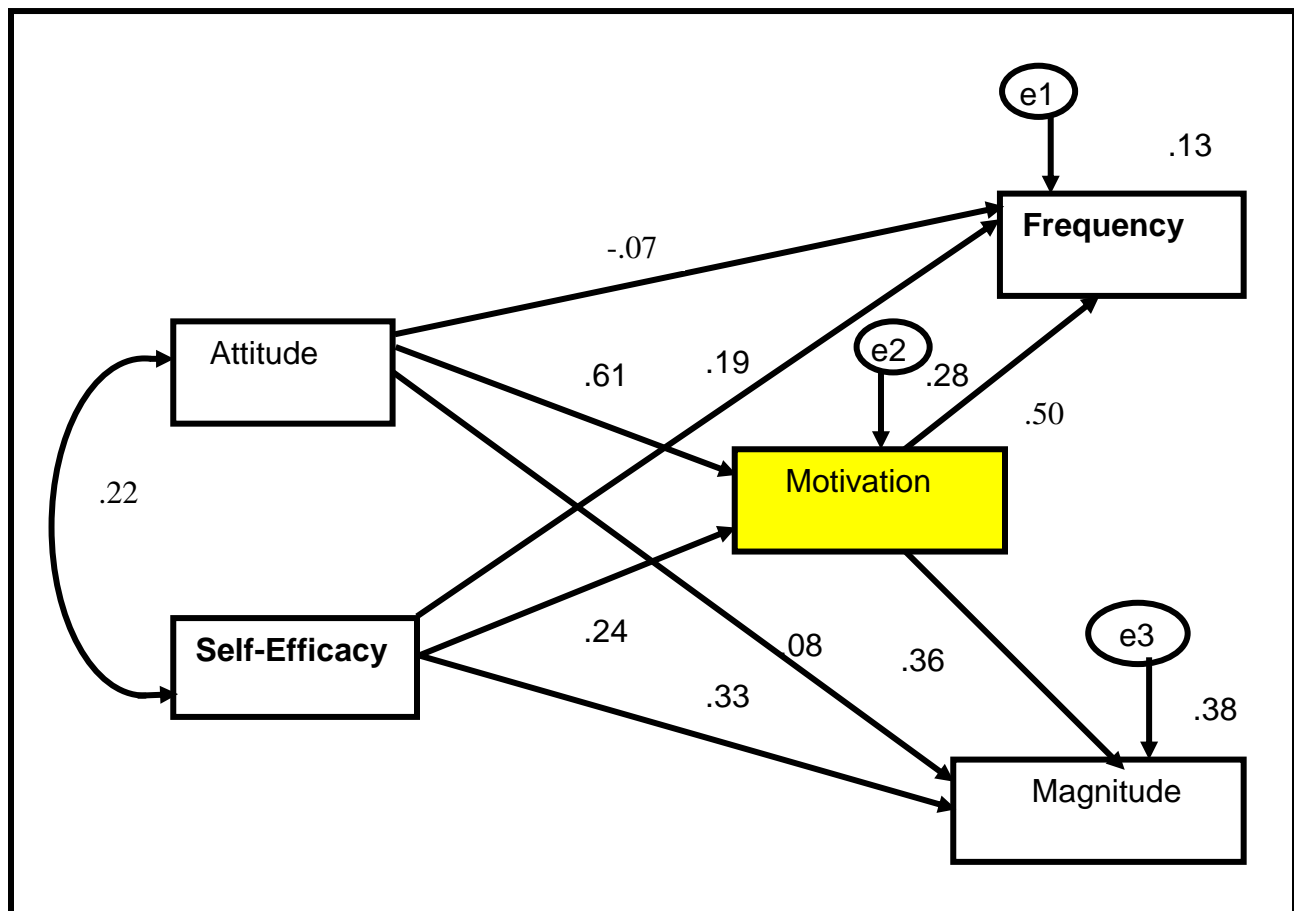 e1
.13
Frequency
-.07
Attitude
e2
.61
.19
.28
.50
Motivation
.22
Self-Efficacy
.24
.08
.36
e3
.33
.38
Magnitude